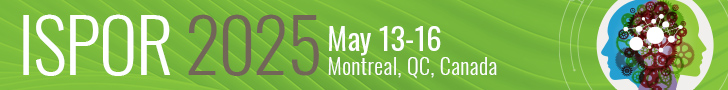 ISPOR 2025
May 13-16
Montreal, QC, Canada